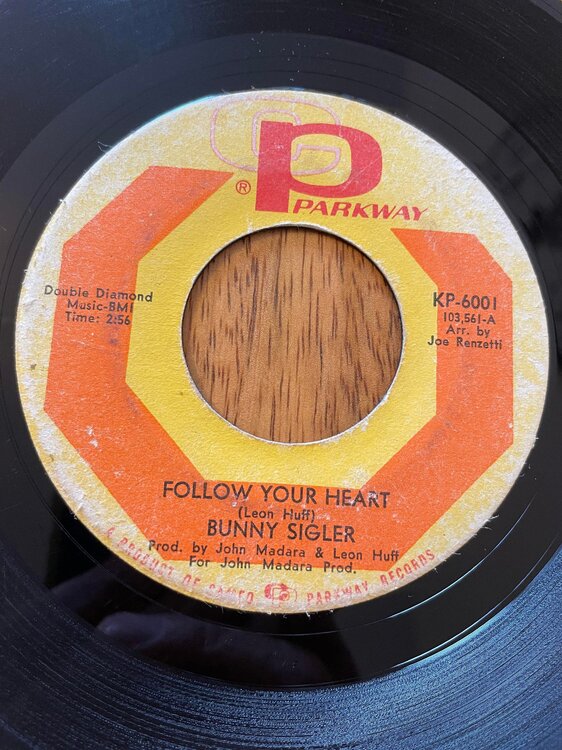 P
PARKWAY
®
Double Diamond
Music-BMI
Time: 2:56
KP-6001
103,561-A
Arr. by
Joe Renzetti
FOLLOW YOUR HEART
(Leon Huff)
BUNNY SIGLER
Prod. by John Madara & Leon Huff
For John Madara Prod.
A PRODUCT OF CAMEO PARKWAY RECORDS